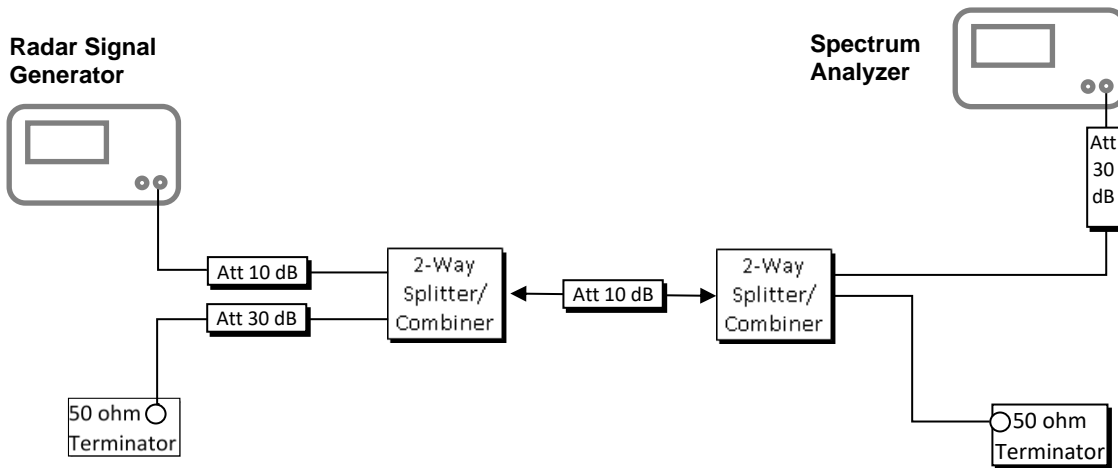 Radar Signal
Generator
Spectrum
Analyzer
Att
30
dB
Att 10 dB
2-Way
Splitter/
Combiner
Att 10 dB
2-Way
Splitter/
Combiner
Att 30 dB
50 ohm
Terminator
50 ohm
Terminator